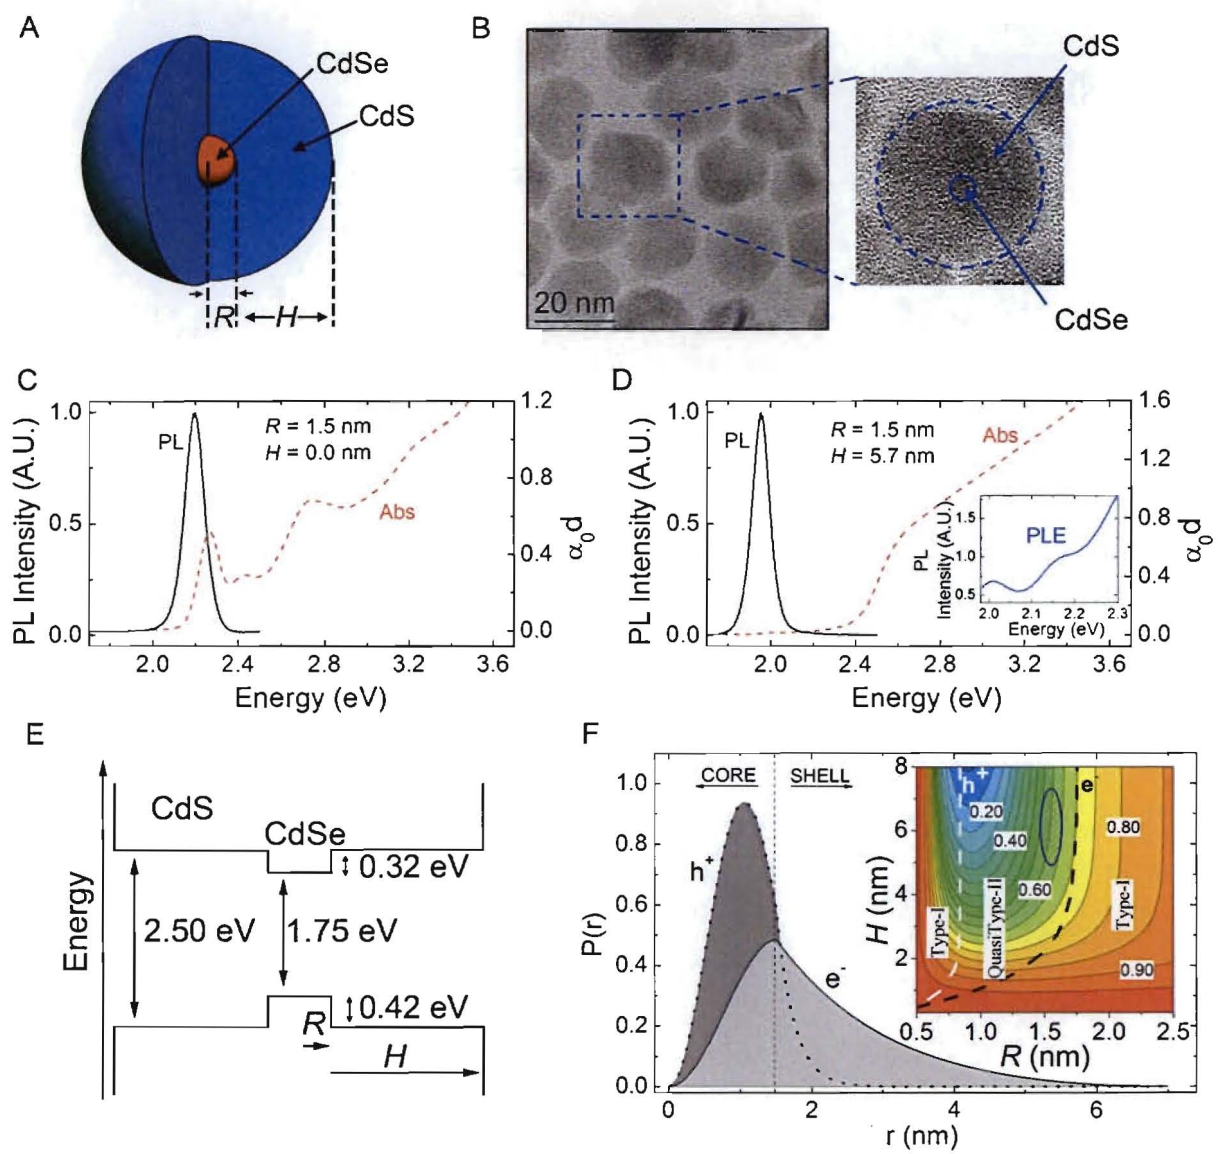 A
CdSe
CdS
R
H
B
CdS
20 nm
CdSe
C
PL Intensity (A.U.)
1.0
0.5
0.0
PL
R = 1.5 nm
H = 0.0 nm
Abs
1.2
0.8
0.4
0.0
α₀d
2.0 2.4 2.8 3.2 3.6
Energy (eV)
D
PL Intensity (A.U.)
1.0
0.5
0.0
PL
R = 1.5 nm
H = 5.7 nm
Abs
1.6
1.2
0.8
0.4
0.0
α₀d
PL
Intensity (A.U.)
1.5
1.0
0.5
PLE
2.0 2.1 2.2 2.3
Energy (eV)
2.0 2.4 2.8 3.2 3.6
Energy (eV)
E
Energy
CdS
CdSe
0.32 eV
2.50 eV
1.75 eV
0.42 eV
R
H
F
P(r)
1.0
0.8
0.6
0.4
0.2
0.0
CORE
SHELL
h⁺
e⁻
0 2 4 6
r (nm)
H (nm)
8
6
4
2
h⁺
e⁻
0.20
0.40
0.60
0.80
0.90
Type-I
QuasiType-II
Type-I
0.5 1.0 1.5 2.0 2.5
R (nm)